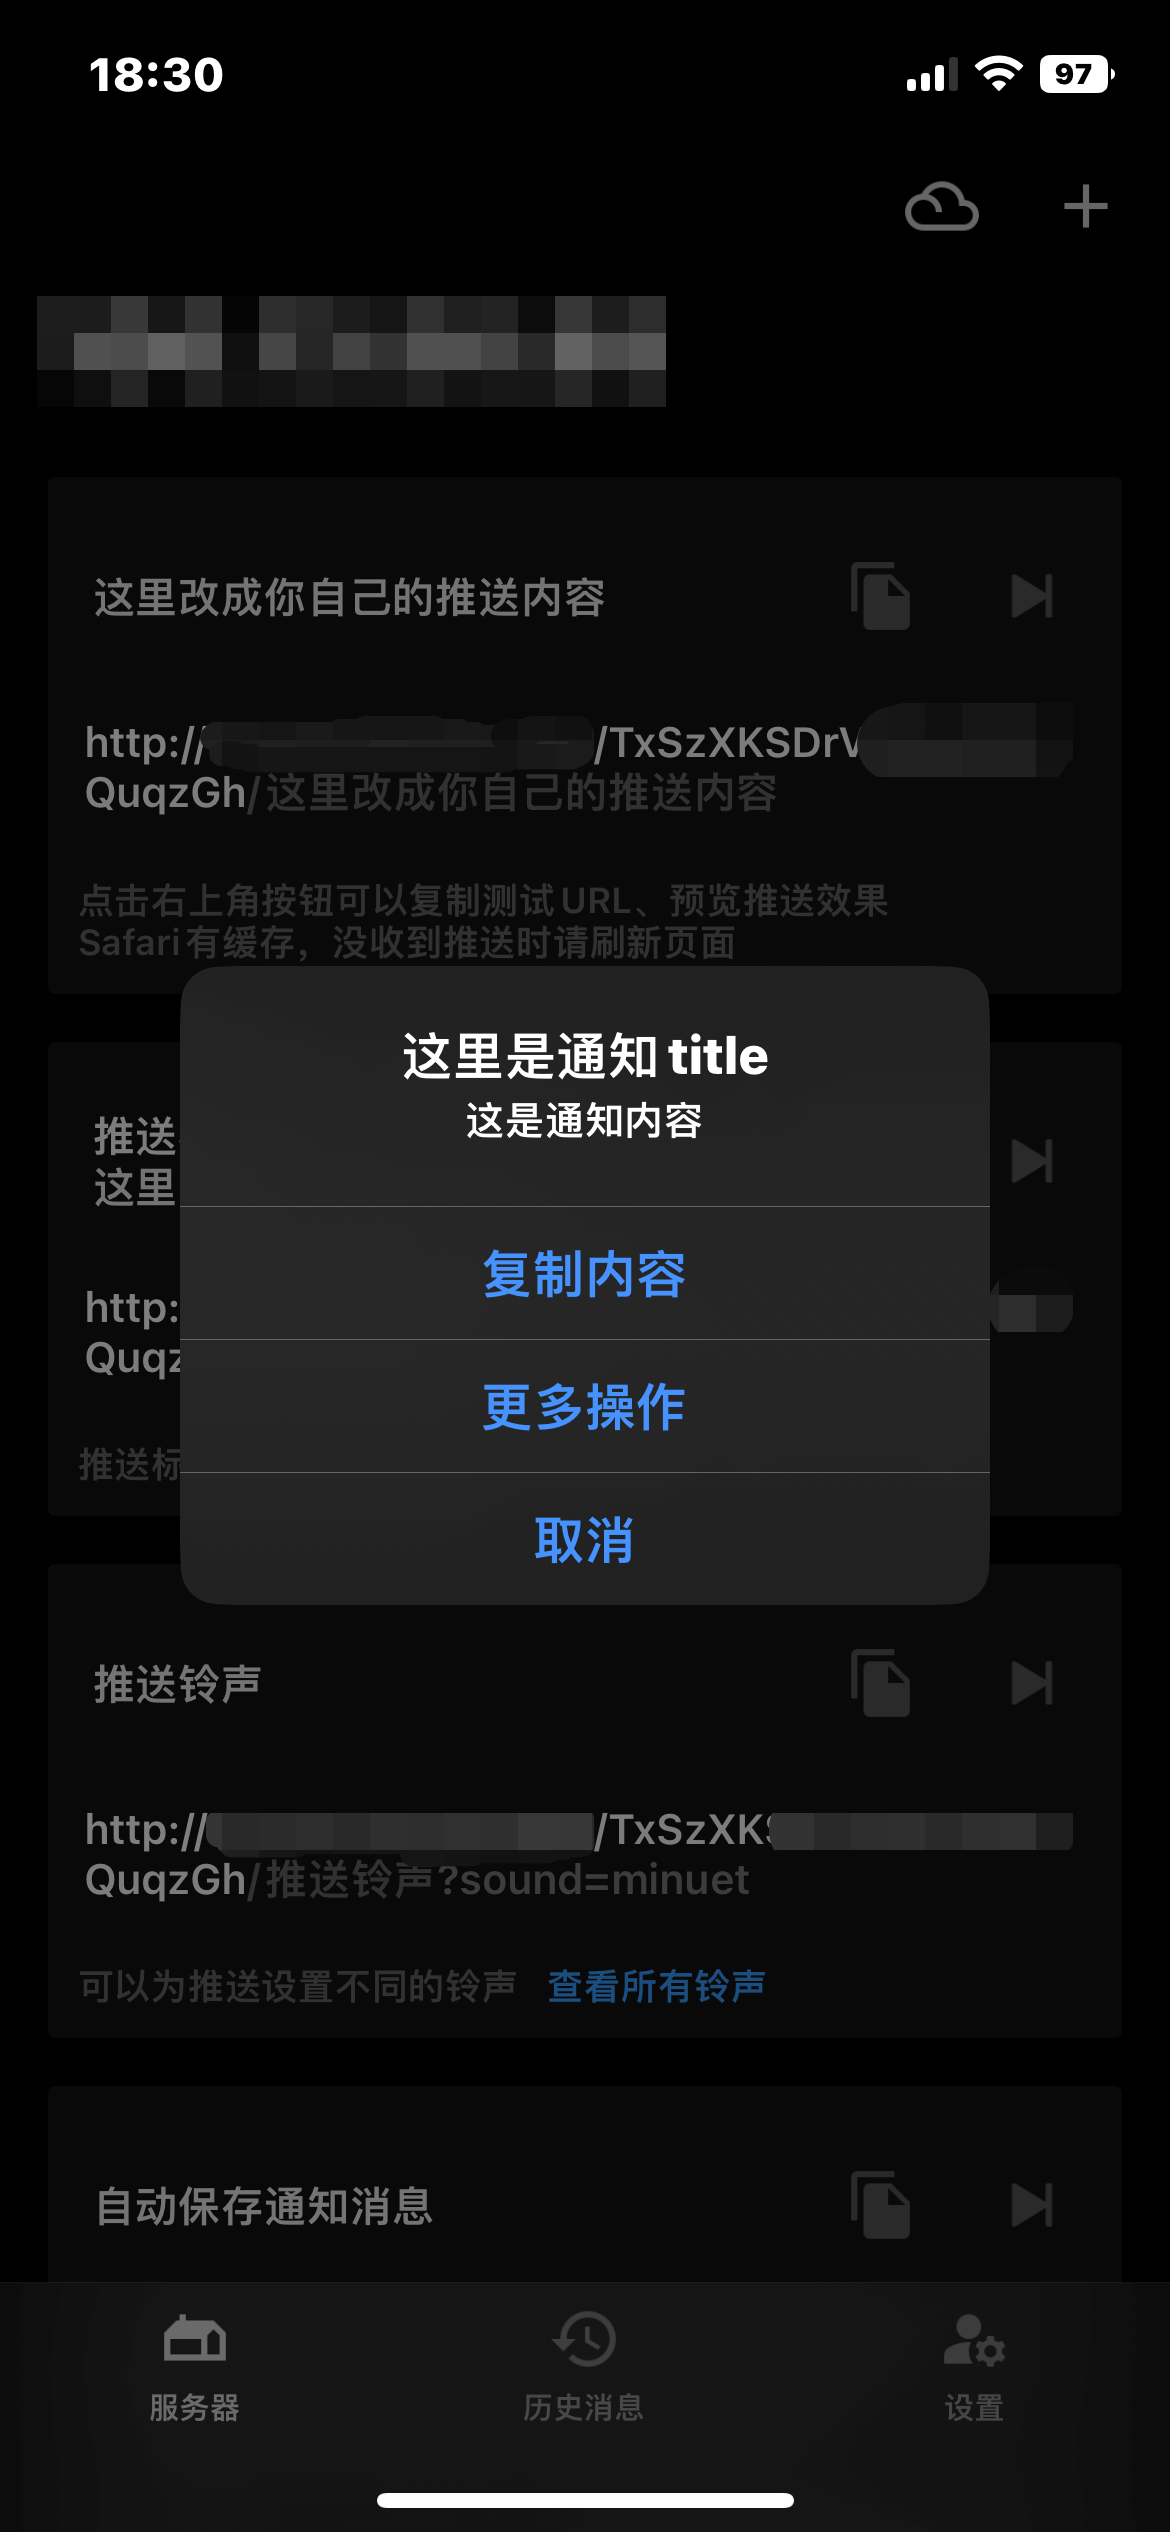 18:30
97
这里改成你自己的推送内容
http:///TxSzXKSDrV
QuqzGh/这里改成你自己的推送内容
点击右上角按钮可以复制测试URL、预览推送效果
Safari有缓存，没收到推送时请刷新页面
这里是通知title
这是通知内容
复制内容
更多操作
取消
推送
这里
http:
Quqz
推送标
推送铃声
http:///TxSzXKS
QuqzGh/推送铃声?sound=minuet
可以为推送设置不同的铃声 查看所有铃声
自动保存通知消息
服务器
历史消息
设置